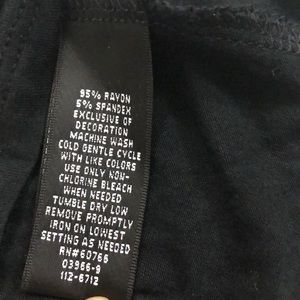 95% RAYON
5% SPANDEX
EXCLUSIVE OF
DECORATION
MACHINE WASH
COLD GENTLE CYCLE
WITH LIKE COLORS
USE ONLY NON-
CHLORINE BLEACH
WHEN NEEDED
TUMBLE DRY LOW
REMOVE PROMPTLY
IRON ON LOWEST
SETTING AS NEEDED
RN#60766
03966-9
112-6712